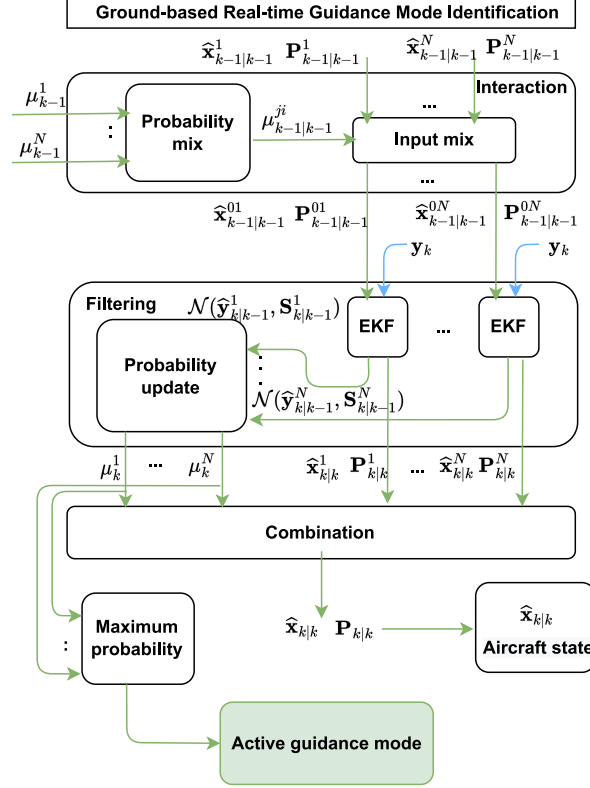 Ground-based Real-time Guidance Mode Identification
x̂¹ₖ₋₁|ₖ₋₁ P¹ₖ₋₁|ₖ₋₁ x̂ᴺₖ₋₁|ₖ₋₁ Pᴺₖ₋₁|ₖ₋₁
Interaction
μ¹ₖ₋₁
...
Probability
mix
μʲⁱₖ₋₁|ₖ₋₁
Input mix
:
μᴺₖ₋₁
...
x̂⁰¹ₖ₋₁|ₖ₋₁ P⁰¹ₖ₋₁|ₖ₋₁ x̂⁰ᴺₖ₋₁|ₖ₋₁ P⁰ᴺₖ₋₁|ₖ₋₁
yₖ yₖ
Filtering
𝒩(ŷ¹ₖ|ₖ₋₁, S¹ₖ|ₖ₋₁)
EKF ... EKF
Probability
update
:
:
𝒩(ŷᴺₖ|ₖ₋₁, Sᴺₖ|ₖ₋₁)
μ¹ₖ ... μᴺₖ x̂¹ₖ|ₖ P¹ₖ|ₖ ... x̂ᴺₖ|ₖ Pᴺₖ|ₖ
Combination
x̂ₖ|ₖ Pₖ|ₖ
x̂ₖ|ₖ
Aircraft state
:
Maximum
probability
Active guidance mode